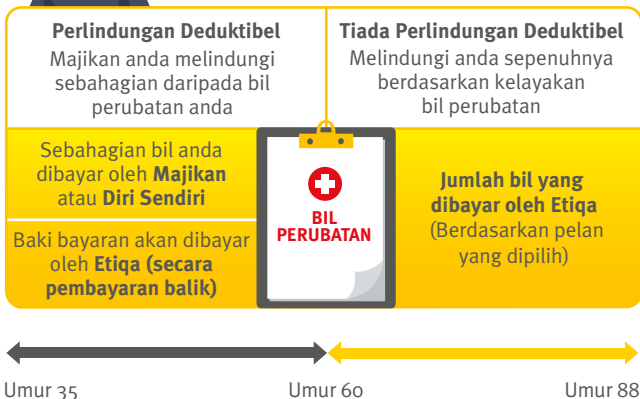 Perlindungan Deduktibel
Majikan anda melindungi
sebahagian daripada bil
perubatan anda
Tiada Perlindungan Deduktibel
Melindungi anda sepenuhnya
berdasarkan kelayakan
bil perubatan
Sebahagian bil anda
dibayar oleh Majikan
atau Diri Sendiri
Baki bayaran akan dibayar
oleh Etiqa (secara
pembayaran balik)
BIL
PERUBATAN
Jumlah bil yang
dibayar oleh Etiqa
(Berdasarkan pelan
yang dipilih)
Umur 35
Umur 60
Umur 88